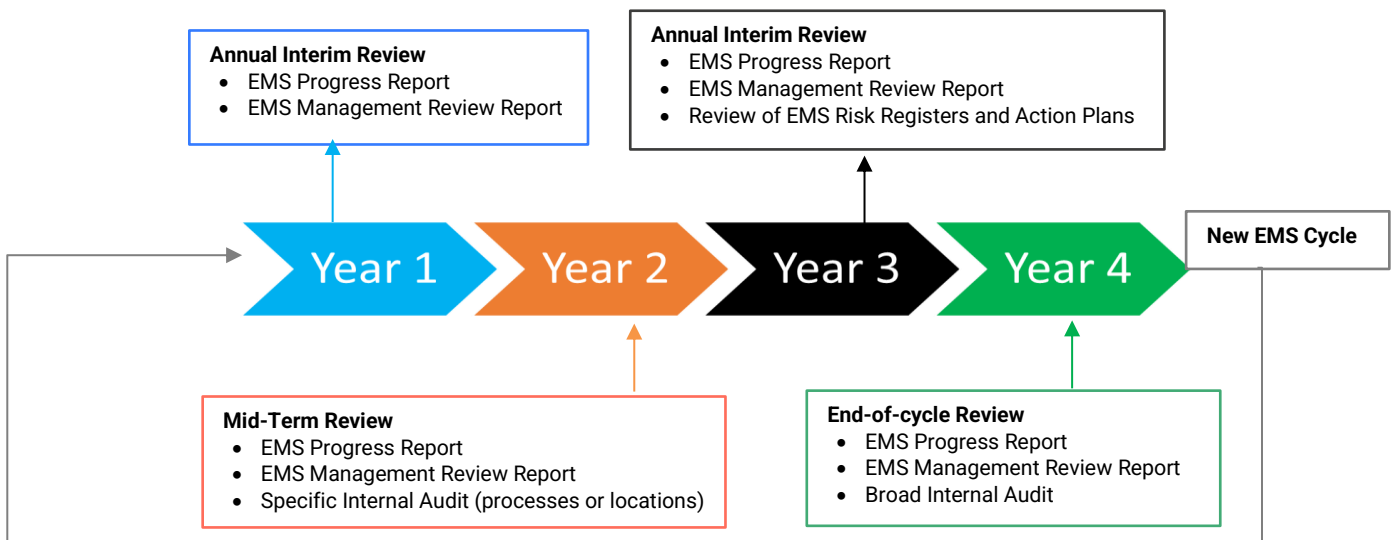 Annual Interim Review
• EMS Progress Report
• EMS Management Review Report
Annual Interim Review
• EMS Progress Report
• EMS Management Review Report
• Review of EMS Risk Registers and Action Plans
Year 1
Year 2
Year 3
Year 4
New EMS Cycle
Mid-Term Review
• EMS Progress Report
• EMS Management Review Report
• Specific Internal Audit (processes or locations)
End-of-cycle Review
• EMS Progress Report
• EMS Management Review Report
• Broad Internal Audit